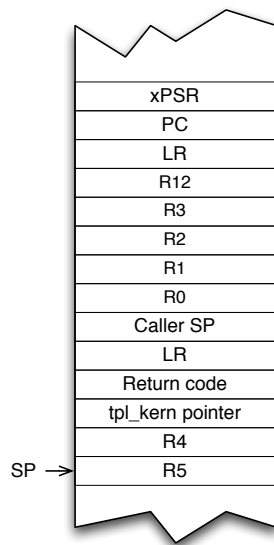 xPSR
PC
LR
R12
R3
R2
R1
R0
Caller SP
LR
Return code
tpl_kern pointer
R4
SP R5